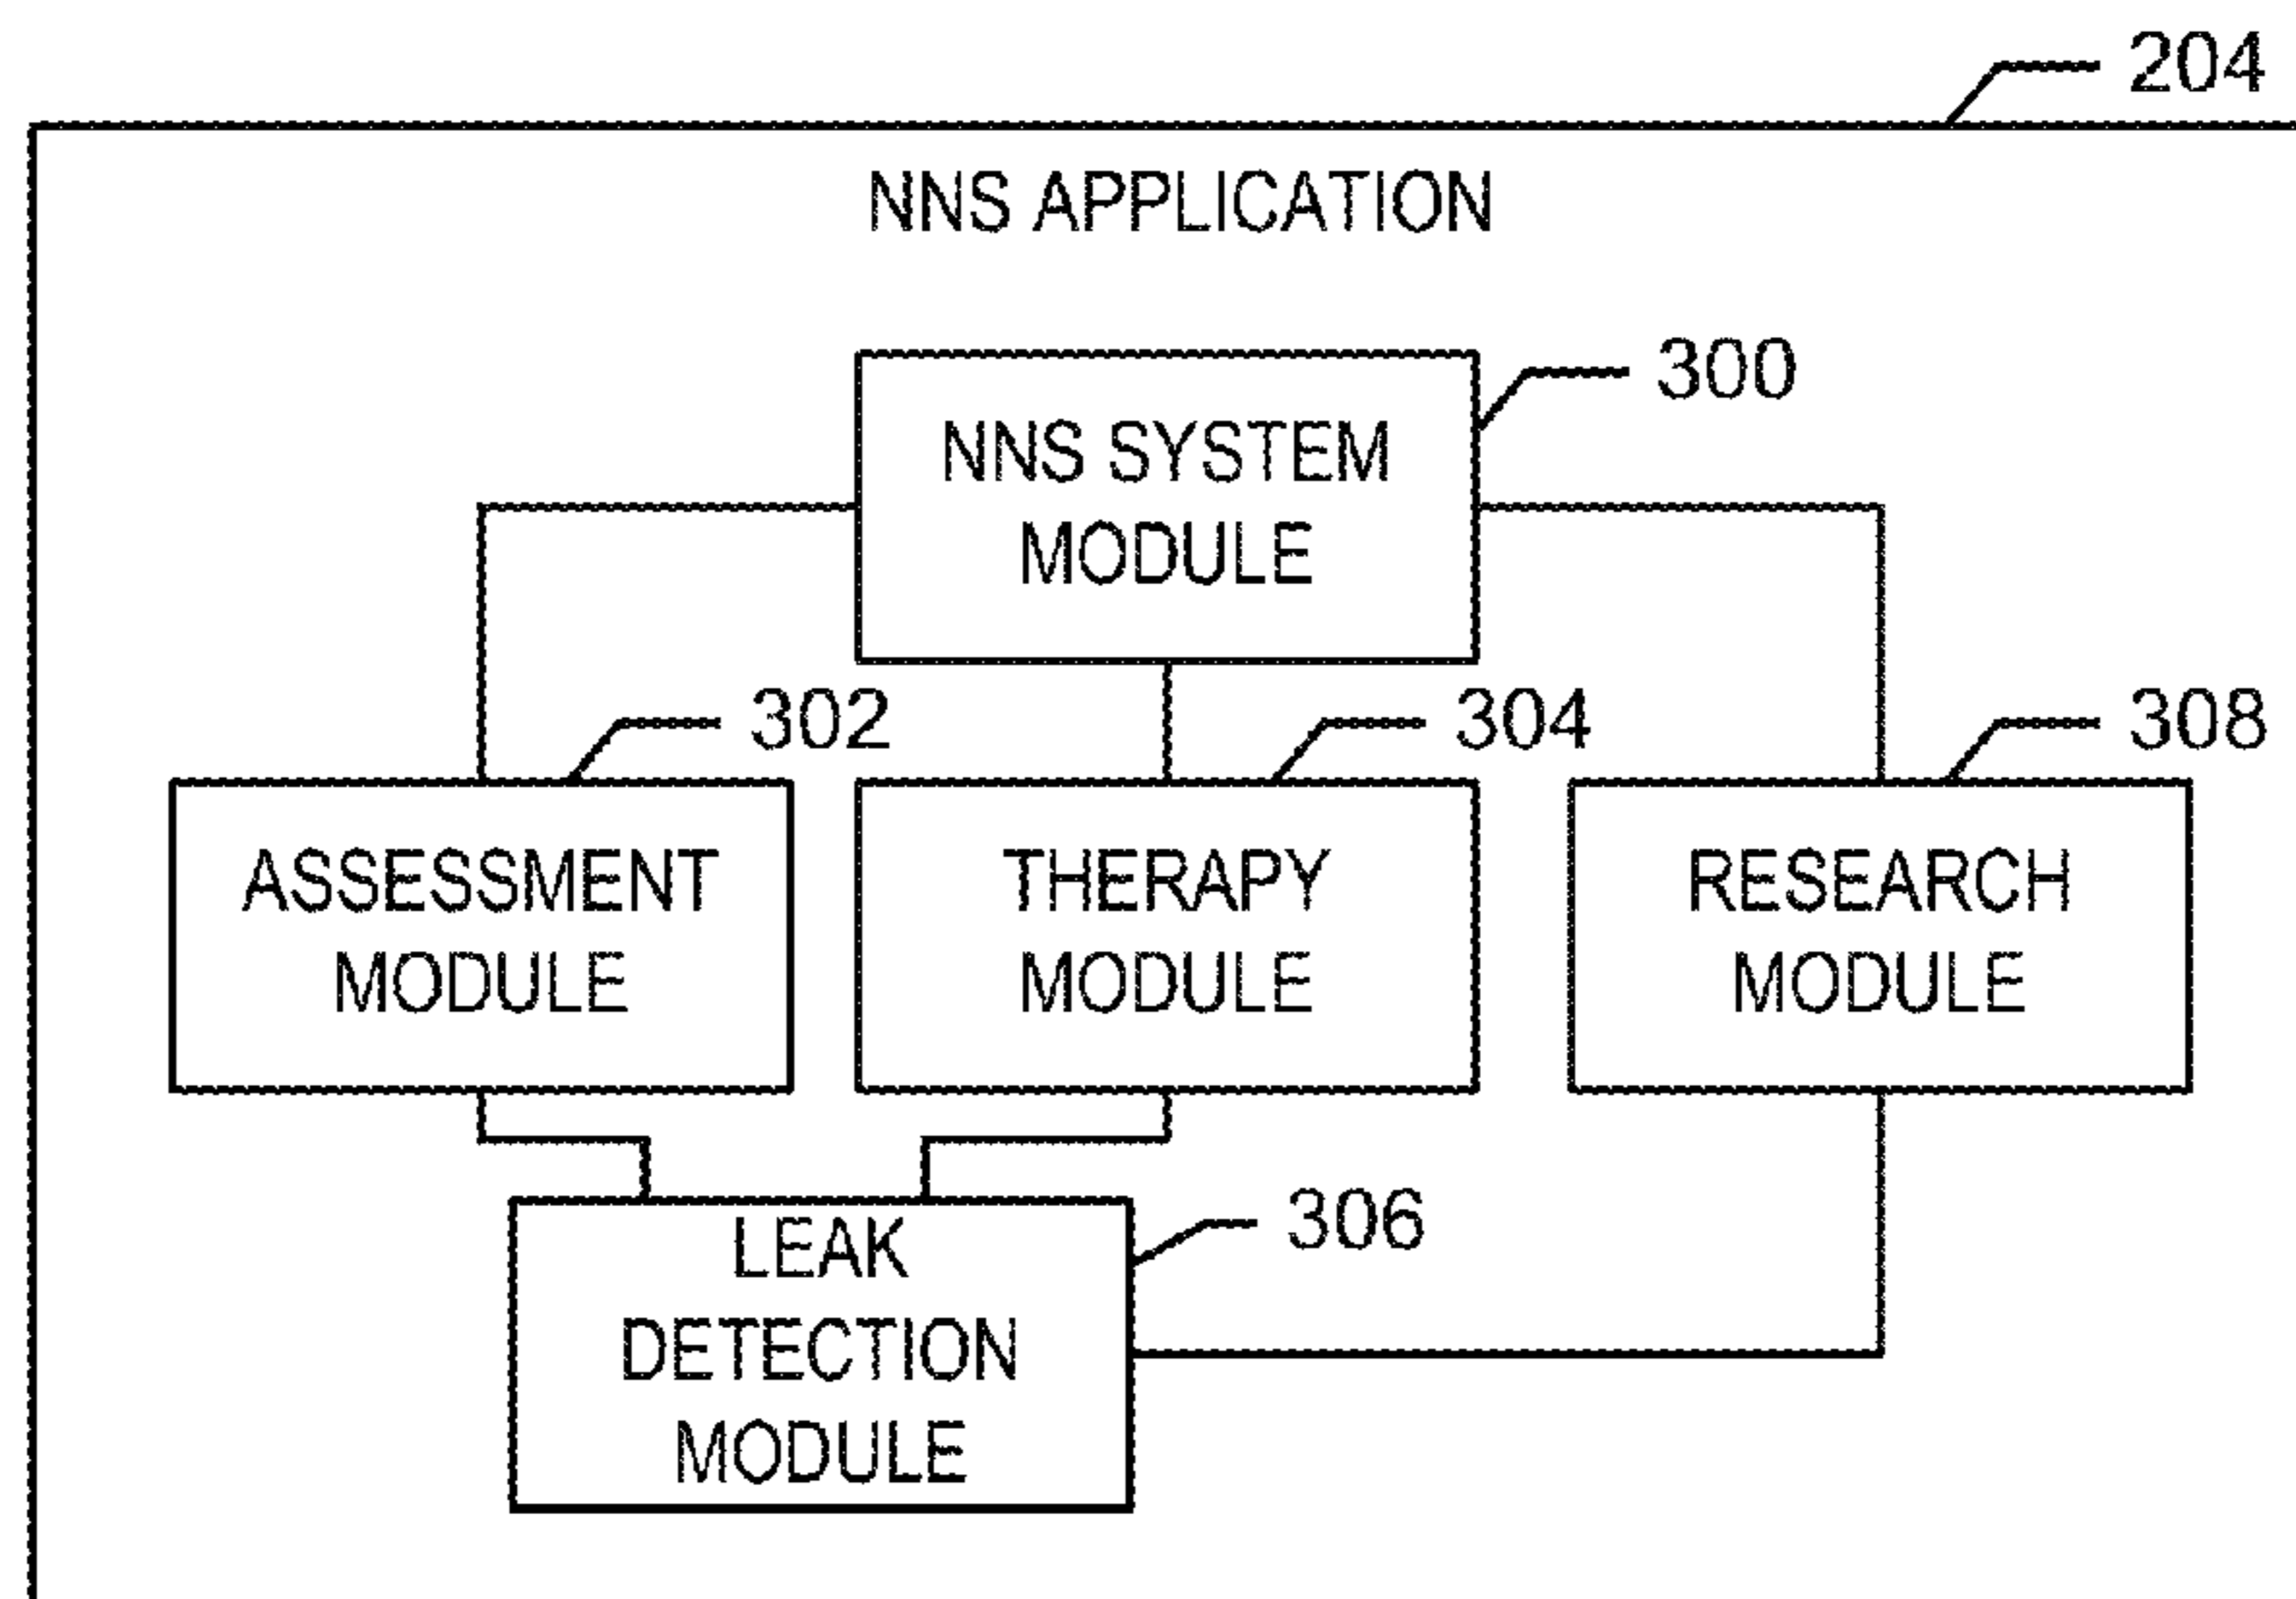 204
NNS APPLICATION
300
NNS SYSTEM
MODULE
302
304
308
ASSESSMENT
MODULE
THERAPY
MODULE
RESEARCH
MODULE
306
LEAK
DETECTION
MODULE